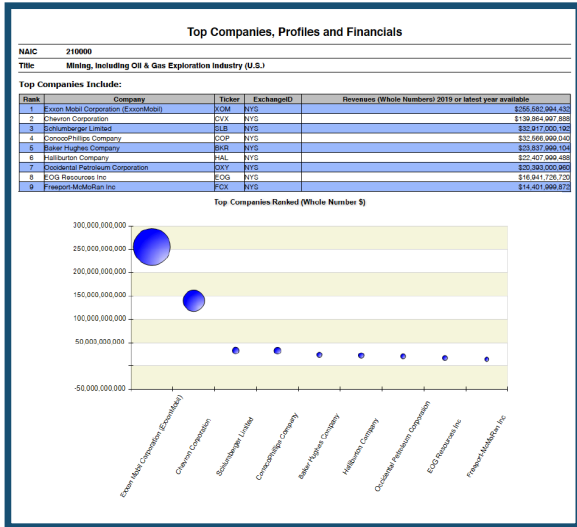 Top Companies, Profiles and Financials
NAIC 210000
Title Mining, Including Oil & Gas Exploration Industry (U.S.)
Top Companies Include:
Rank Company Ticker ExchangeID Revenues (Whole Numbers) 2019 or latest year available
1 Exxon Mobil Corporation (ExxonMobil) XOM NYS $255,582,994,432
2 Chevron Corporation CVX NYS $139,864,997,888
3 Schlumberger Limited SLB NYS $32,917,000,192
4 ConocoPhillips Company COP NYS $32,566,999,040
5 Baker Hughes Company BKR NYS $23,837,999,104
6 Halliburton Company HAL NYS $22,407,999,488
7 Occidental Petroleum Corporation OXY NYS $20,393,000,960
8 EOG Resources Inc EOG NYS $16,941,726,720
9 Freeport-McMoRan Inc FCX NYS $14,401,999,872
Top Companies Ranked (Whole Number $)
300,000,000,000
250,000,000,000
200,000,000,000
150,000,000,000
100,000,000,000
50,000,000,000
-50,000,000,000
Exxon Mobil Corporation (ExxonMobil)
Chevron Corporation
Schlumberger Limited
ConocoPhillips Company
Baker Hughes Company
Halliburton Company
Occidental Petroleum Corporation
EOG Resources Inc
Freeport-McMoRan Inc